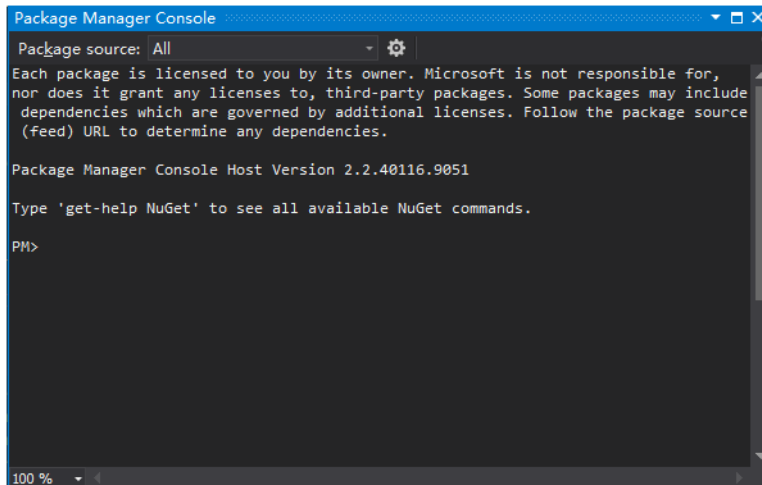 Package Manager Console
Package source: All
Each package is licensed to you by its owner. Microsoft is not responsible for,
nor does it grant any licenses to, third-party packages. Some packages may include
dependencies which are governed by additional licenses. Follow the package source
(feed) URL to determine any dependencies.
Package Manager Console Host Version 2.2.40116.9051
Type 'get-help NuGet' to see all available NuGet commands.
PM>
100 %